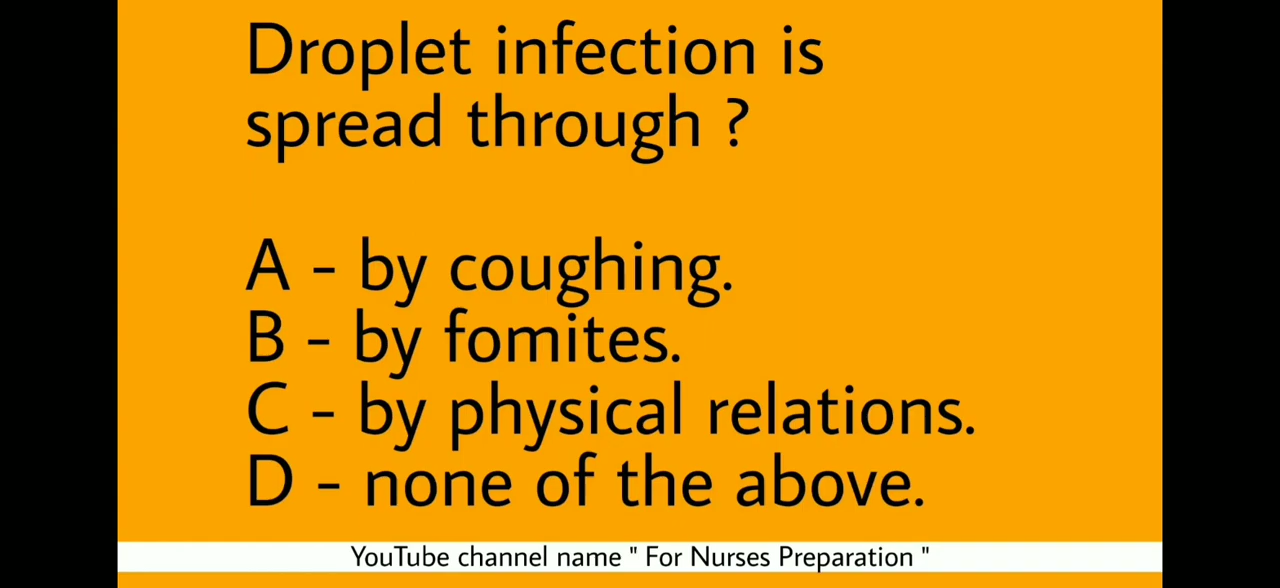 Droplet infection is
spread through ?
A - by coughing.
B - by fomites.
C - by physical relations.
D - none of the above.
YouTube channel name " For Nurses Preparation "